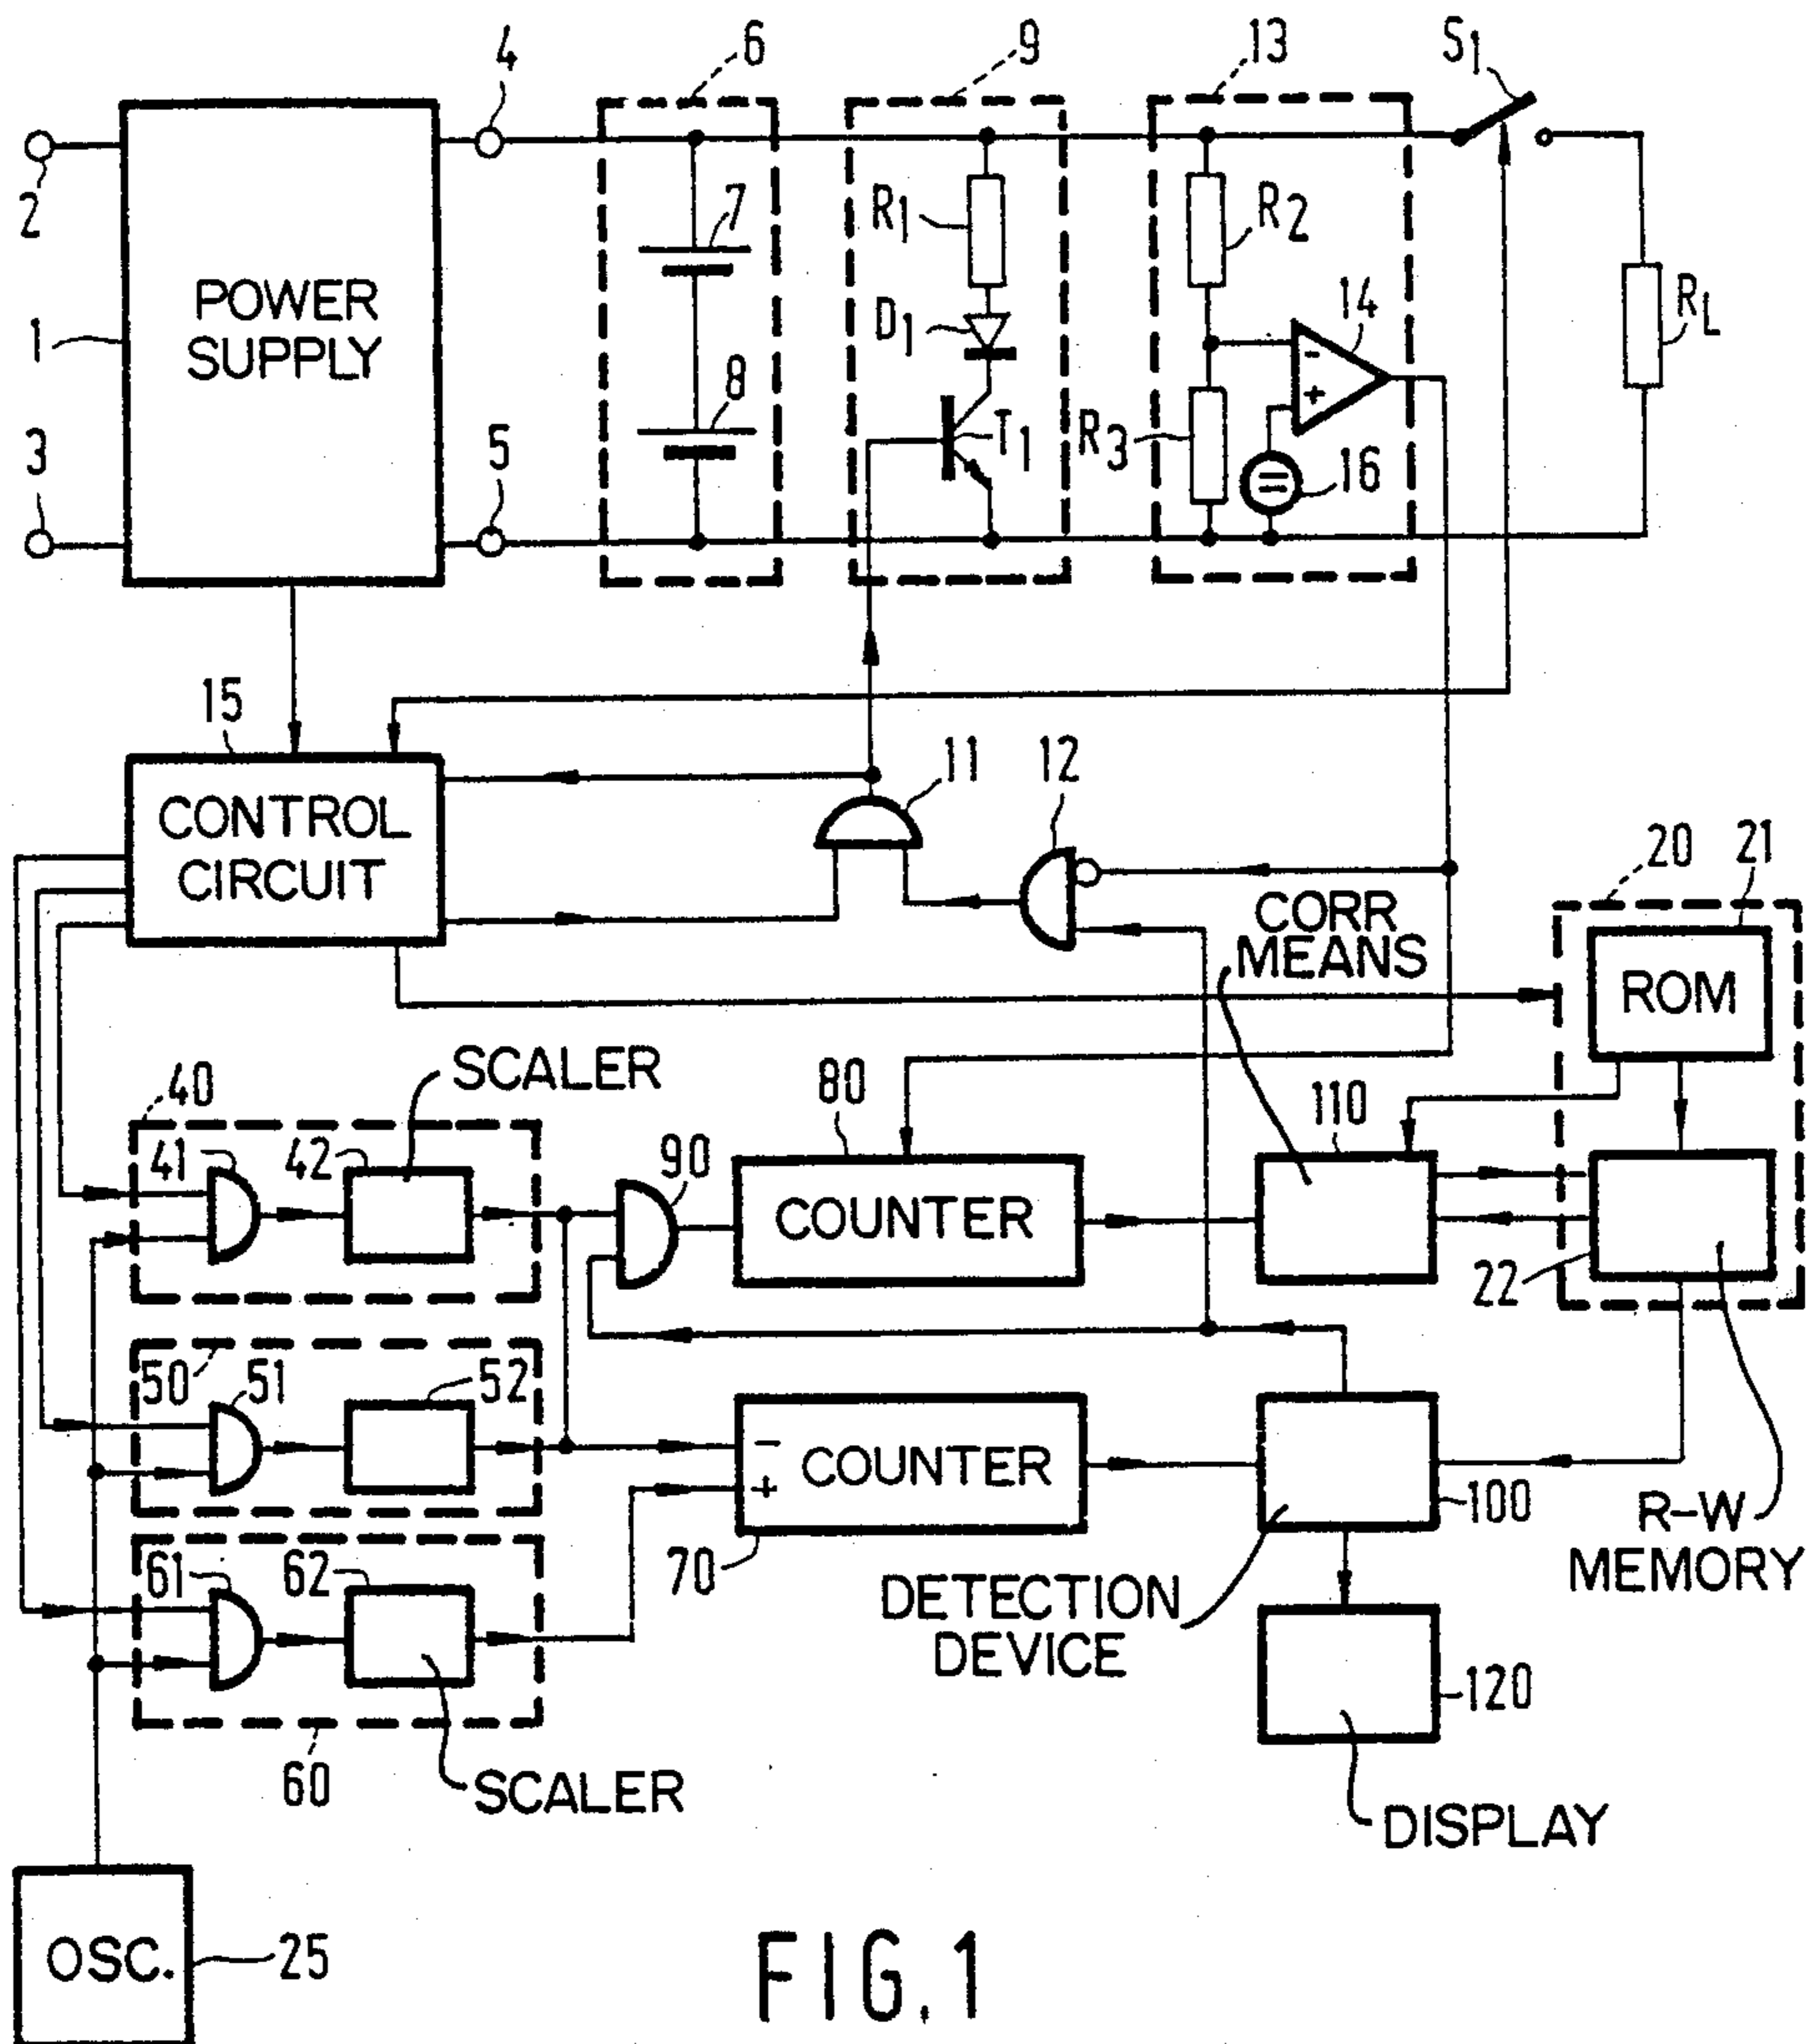 6
9
13
S1
4
2
POWER
SUPPLY
1
7
R1
R2
D1
14
RL
8
T1
R3
-
+
16
3
5
15
CONTROL
CIRCUIT
11
12
CORR
MEANS
20
21
ROM
SCALER
40
41
42
90
80
COUNTER
110
22
50
51
52
-
+
COUNTER
70
100
R-W
MEMORY
61
62
DETECTION
DEVICE
60
SCALER
120
DISPLAY
OSC.
25
FIG.1